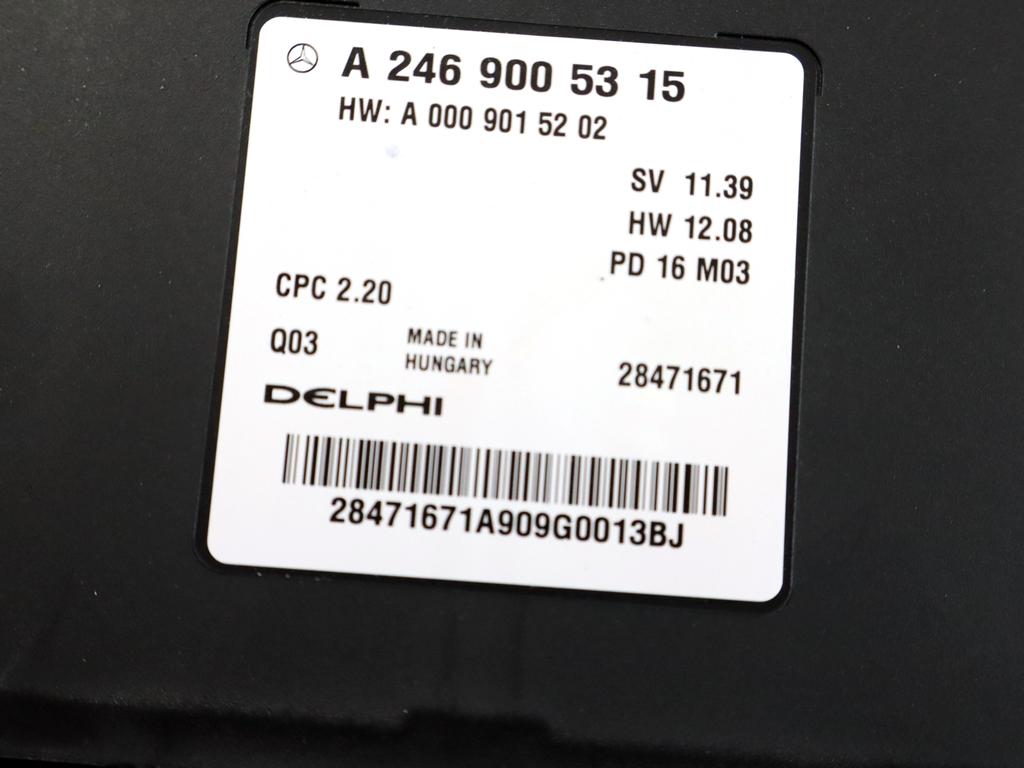 A 246 900 53 15
HW: A 000 901 52 02
SV 11.39
HW 12.08
PD 16 M03
CPC 2.20
Q03
MADE IN
HUNGARY
28471671
DELPHI
28471671A909G0013BJ